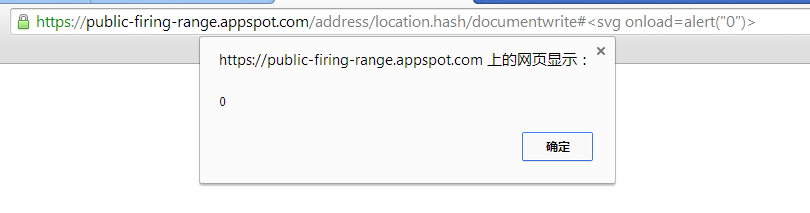 https://public-firing-range.appspot.com/address/location.hash/documentwrite#<svg onload=alert("0")>
https://public-firing-range.appspot.com 上的网页显示：
0
确定